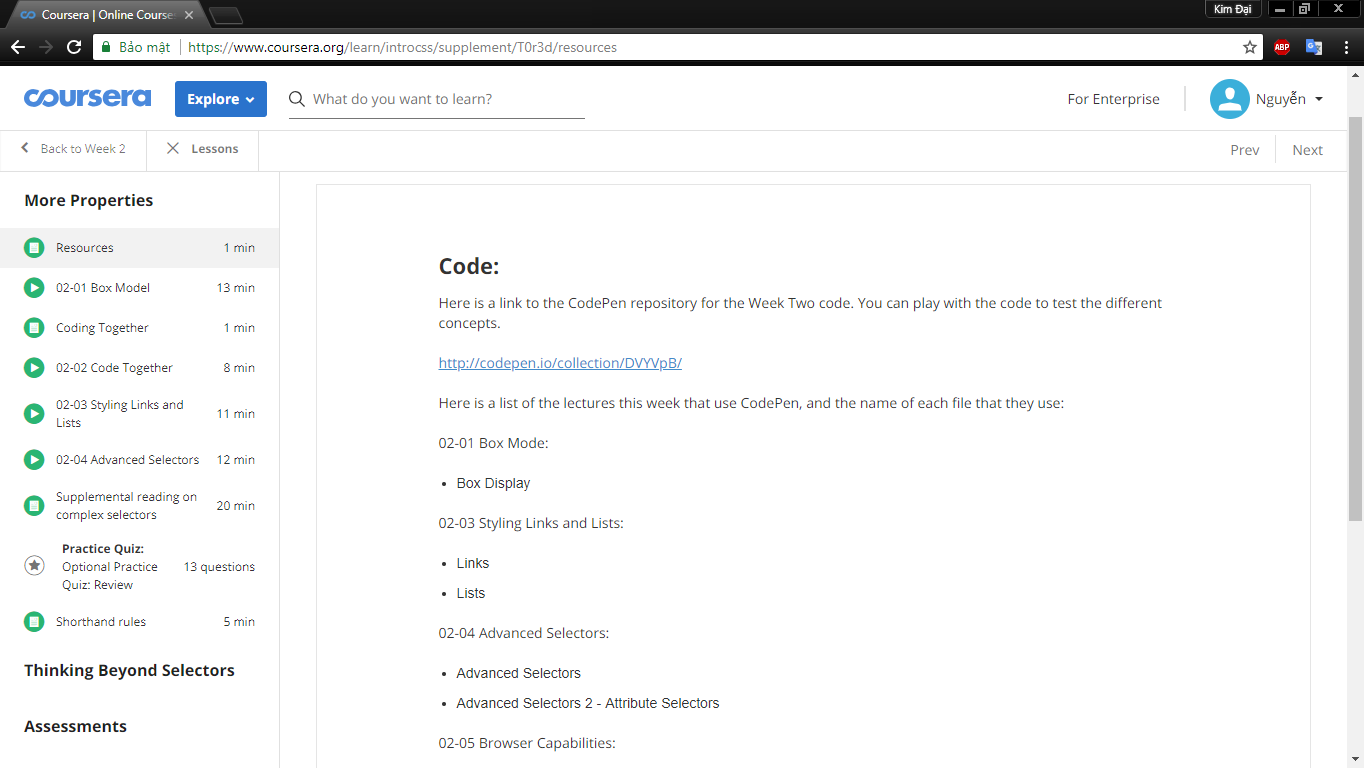 Coursera | Online Course
Kim Đại
Bảo mật
https://www.coursera.org/learn/introcss/supplement/T0r3d/resources
ABP
coursera
Explore
What do you want to learn?
For Enterprise
Nguyễn
Back to Week 2
Lessons
Prev
Next
More Properties
Resources 1 min
02-01 Box Model 13 min
Coding Together 1 min
02-02 Code Together 8 min
02-03 Styling Links and
Lists
11 min
02-04 Advanced Selectors 12 min
Supplemental reading on
complex selectors
20 min
Practice Quiz:
Optional Practice
Quiz: Review
13 questions
Shorthand rules 5 min
Thinking Beyond Selectors
Assessments
Code:
Here is a link to the CodePen repository for the Week Two code. You can play with the code to test the different
concepts.
http://codepen.io/collection/DVYVpB/
Here is a list of the lectures this week that use CodePen, and the name of each file that they use:
02-01 Box Mode:
• Box Display
02-03 Styling Links and Lists:
• Links
• Lists
02-04 Advanced Selectors:
• Advanced Selectors
• Advanced Selectors 2 - Attribute Selectors
02-05 Browser Capabilities: